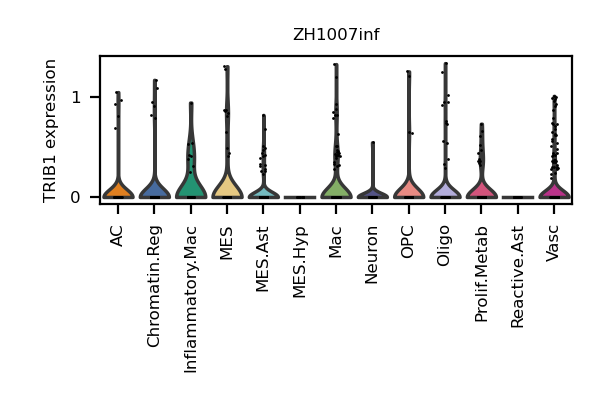 ZH1007inf
TRIB1 expression
1
0
AC
Chromatin.Reg
Inflammatory.Mac
MES
MES.Ast
MES.Hyp
Mac
Neuron
OPC
Oligo
Prolif.Metab
Reactive.Ast
Vasc